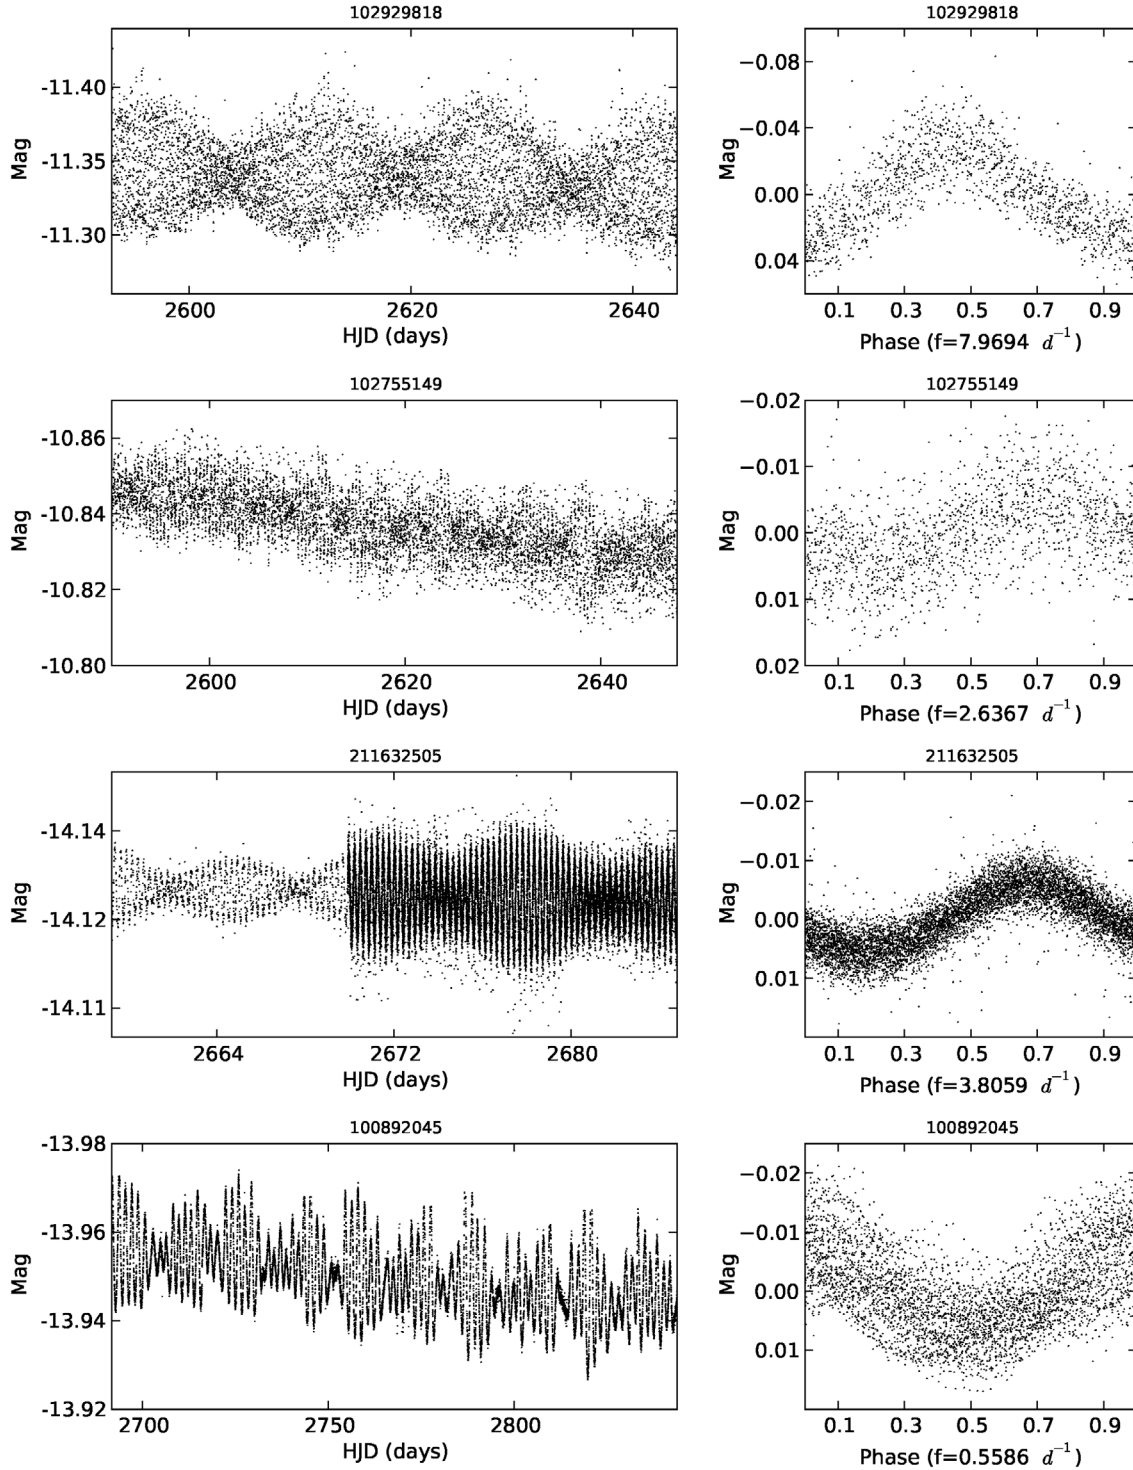 102929818
-11.40
-11.35
-11.30
Mag
2600 2620 2640
HJD (days)
102929818
−0.08
−0.04
0.00
0.04
Mag
0.1 0.3 0.5 0.7 0.9
Phase (f=7.9694 d⁻¹)
102755149
-10.86
-10.84
-10.82
-10.80
Mag
2600 2620 2640
HJD (days)
102755149
−0.02
−0.01
0.00
0.01
0.02
Mag
0.1 0.3 0.5 0.7 0.9
Phase (f=2.6367 d⁻¹)
211632505
-14.14
-14.12
-14.11
Mag
2664 2672 2680
HJD (days)
211632505
−0.02
−0.01
0.00
0.01
Mag
0.1 0.3 0.5 0.7 0.9
Phase (f=3.8059 d⁻¹)
100892045
-13.98
-13.96
-13.94
-13.92
Mag
2700 2750 2800
HJD (days)
100892045
−0.02
−0.01
0.00
0.01
Mag
0.1 0.3 0.5 0.7 0.9
Phase (f=0.5586 d⁻¹)